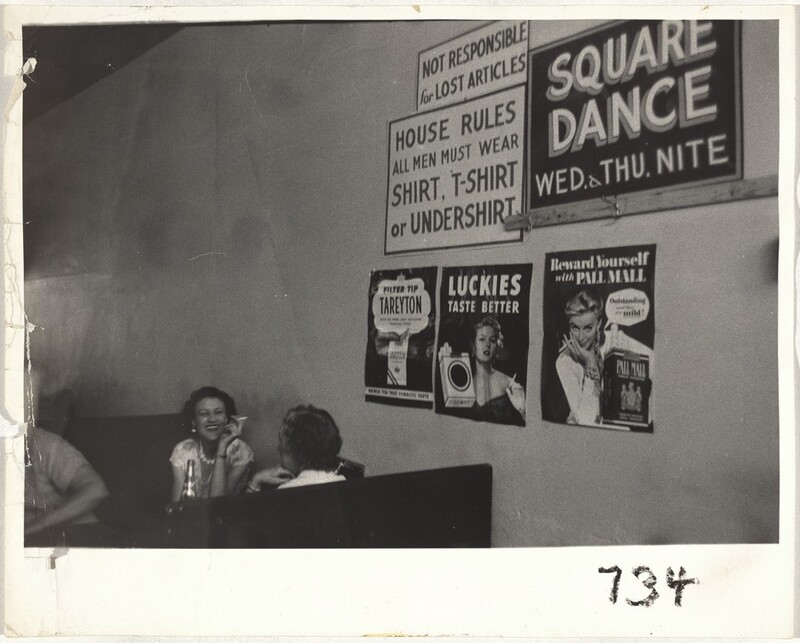 NOT RESPONSIBLE
for LOST ARTICLES
HOUSE RULES
ALL MEN MUST WEAR
SHIRT, T-SHIRT
or UNDERSHIRT
SQUARE
DANCE
WED. & THU. NITE
FILTER TIP
TAREYTON
LUCKIES
TASTE BETTER
Reward Yourself
with PALL MALL
Outstanding
mild!
PALL MALL
734